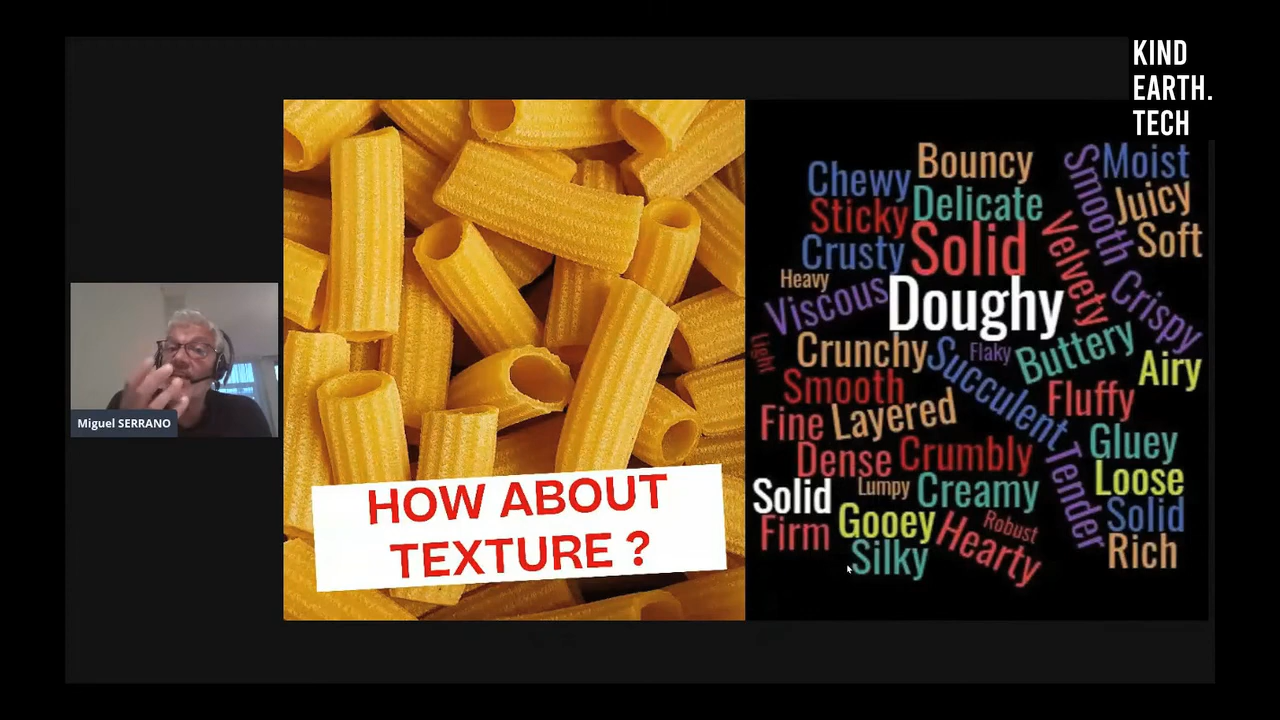 KIND
EARTH.
TECH
Miguel SERRANO
HOW ABOUT
TEXTURE ?
Bouncy
Chewy
Smooth
Moist
Sticky
Delicate
Juicy
Crusty
Solid
Velvety
Soft
Heavy
Viscous
Doughy
Crispy
Light
Crunchy
Succulent
Flaky
Buttery
Airy
Smooth
Fluffy
Fine
Layered
Gluey
Dense
Crumbly
Tender
Loose
Solid
Lumpy
Creamy
Solid
Firm
Gooey
Hearty
Robust
Rich
Silky